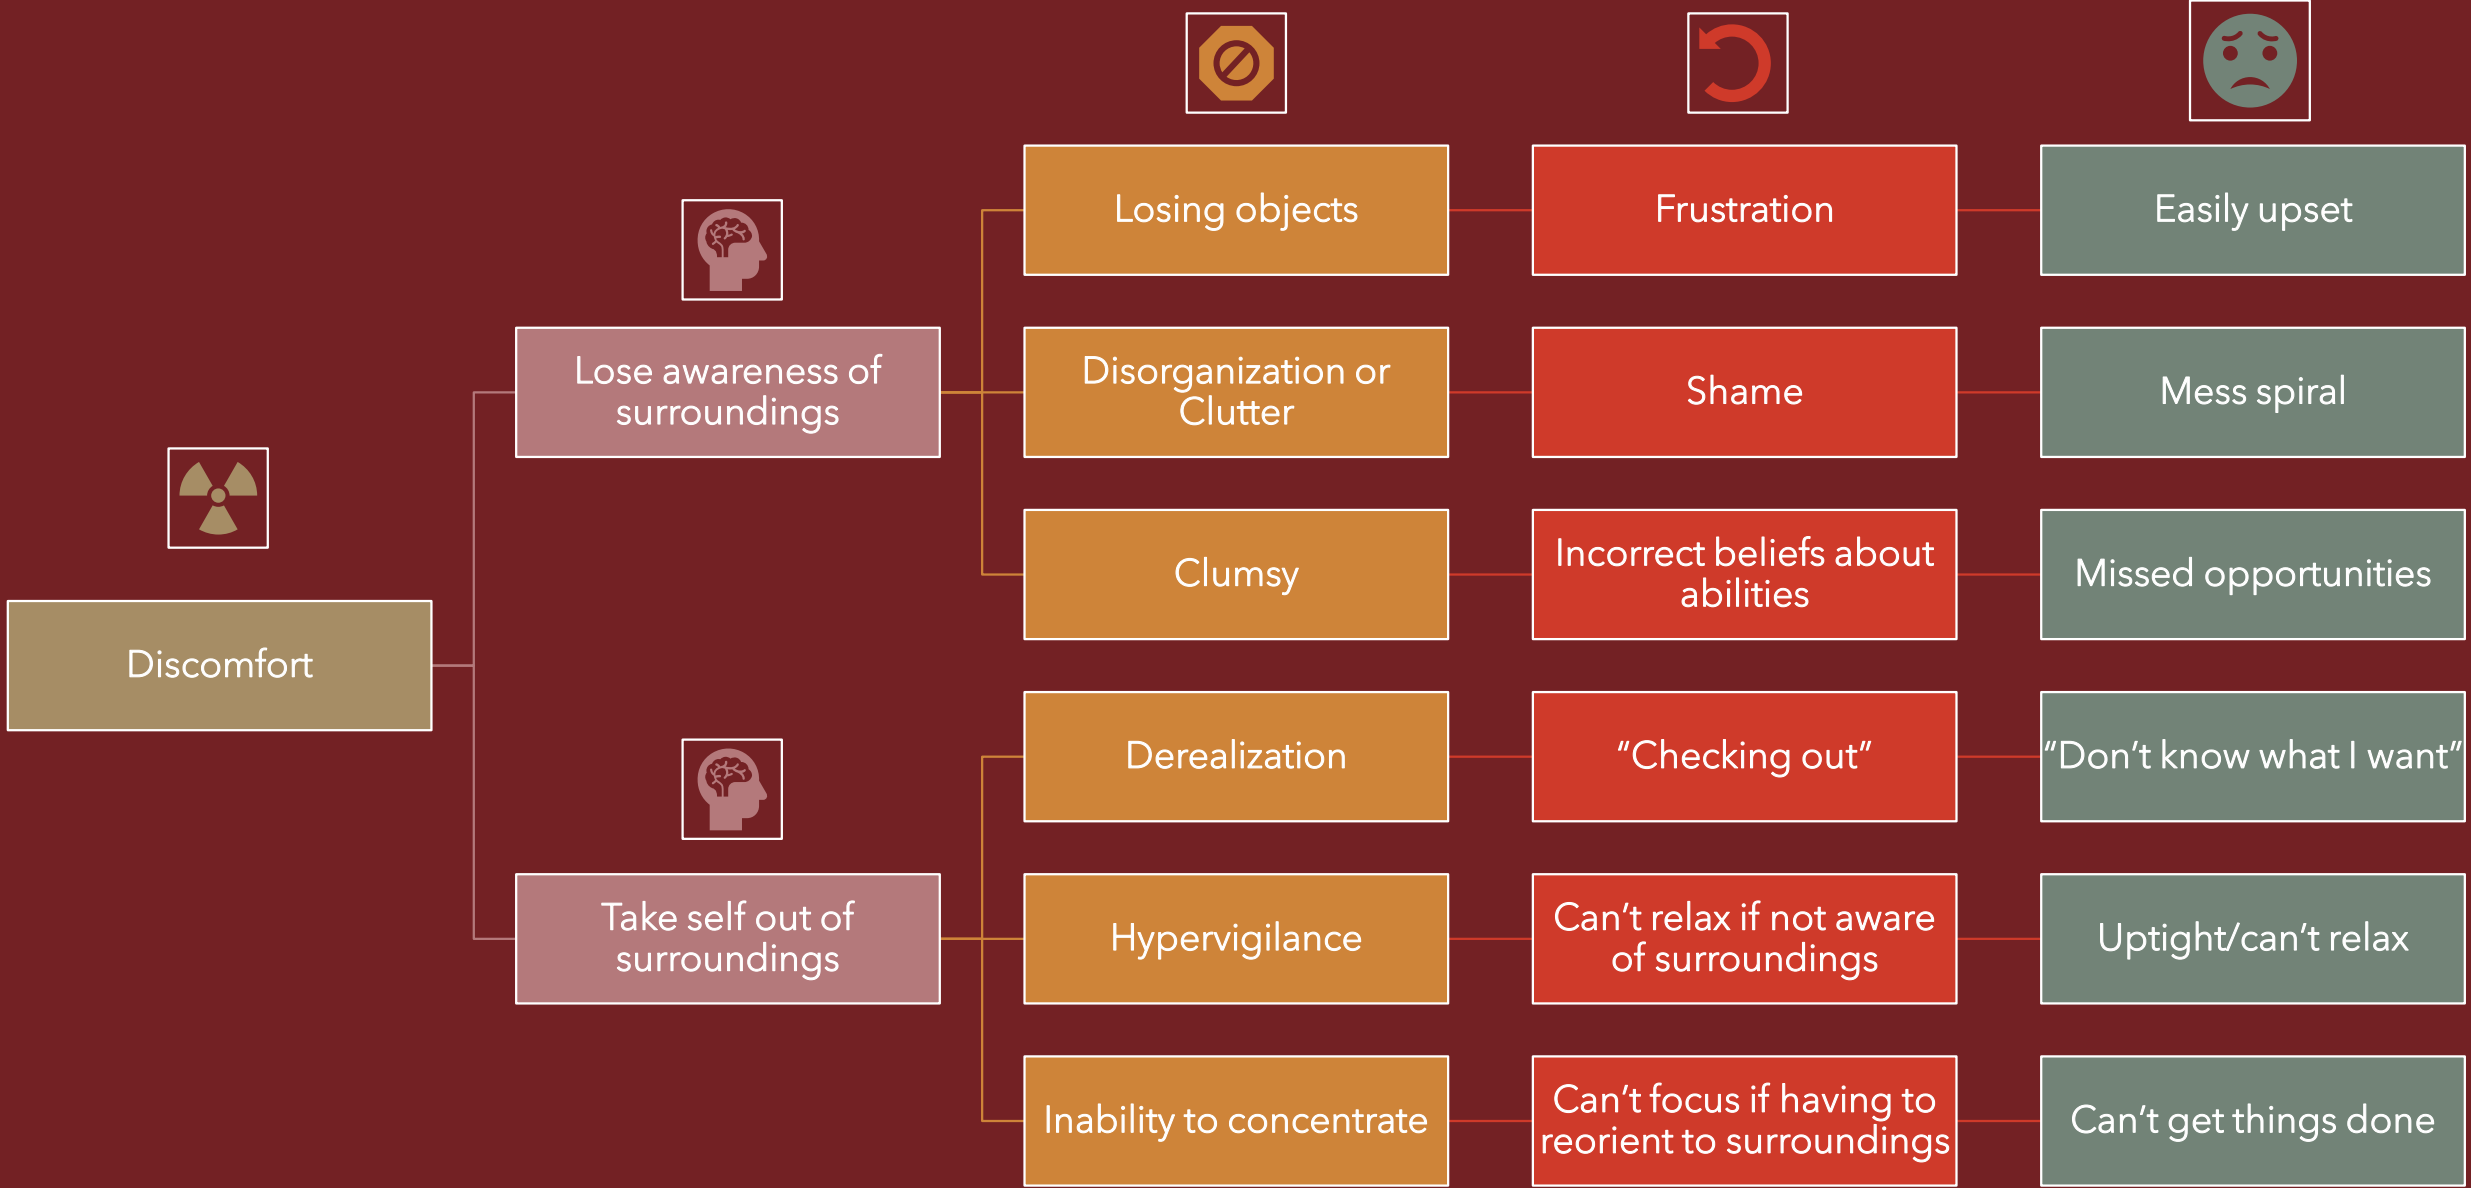 Losing objects
Frustration
Easily upset
Lose awareness of
surroundings
Disorganization or
Clutter
Shame
Mess spiral
Clumsy
Incorrect beliefs about
abilities
Missed opportunities
Discomfort
Derealization
“Checking out”
“Don’t know what I want”
Take self out of
surroundings
Hypervigilance
Can’t relax if not aware
of surroundings
Uptight/can’t relax
Inability to concentrate
Can’t focus if having to
reorient to surroundings
Can’t get things done